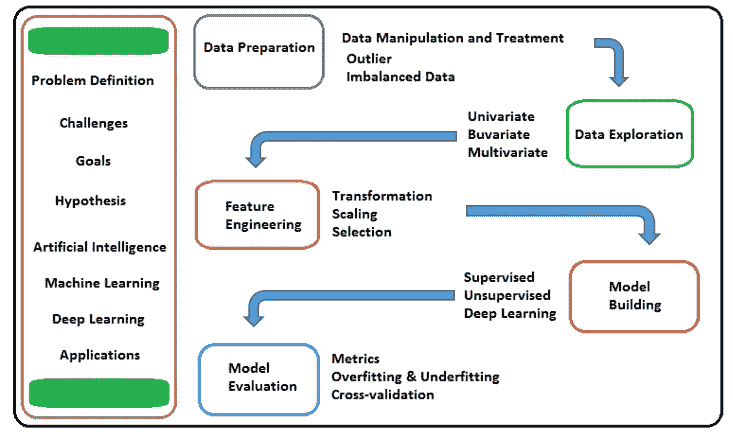 Problem Definition
Challenges
Goals
Hypothesis
Artificial Intelligence
Machine Learning
Deep Learning
Applications
Data Preparation
Data Manipulation and Treatment
Outlier
Imbalanced Data
Data Exploration
Univariate
Buvariate
Multivariate
Feature
Engineering
Transformation
Scaling
Selection
Model
Building
Supervised
Unsupervised
Deep Learning
Model
Evaluation
Metrics
Overfitting & Underfitting
Cross-validation